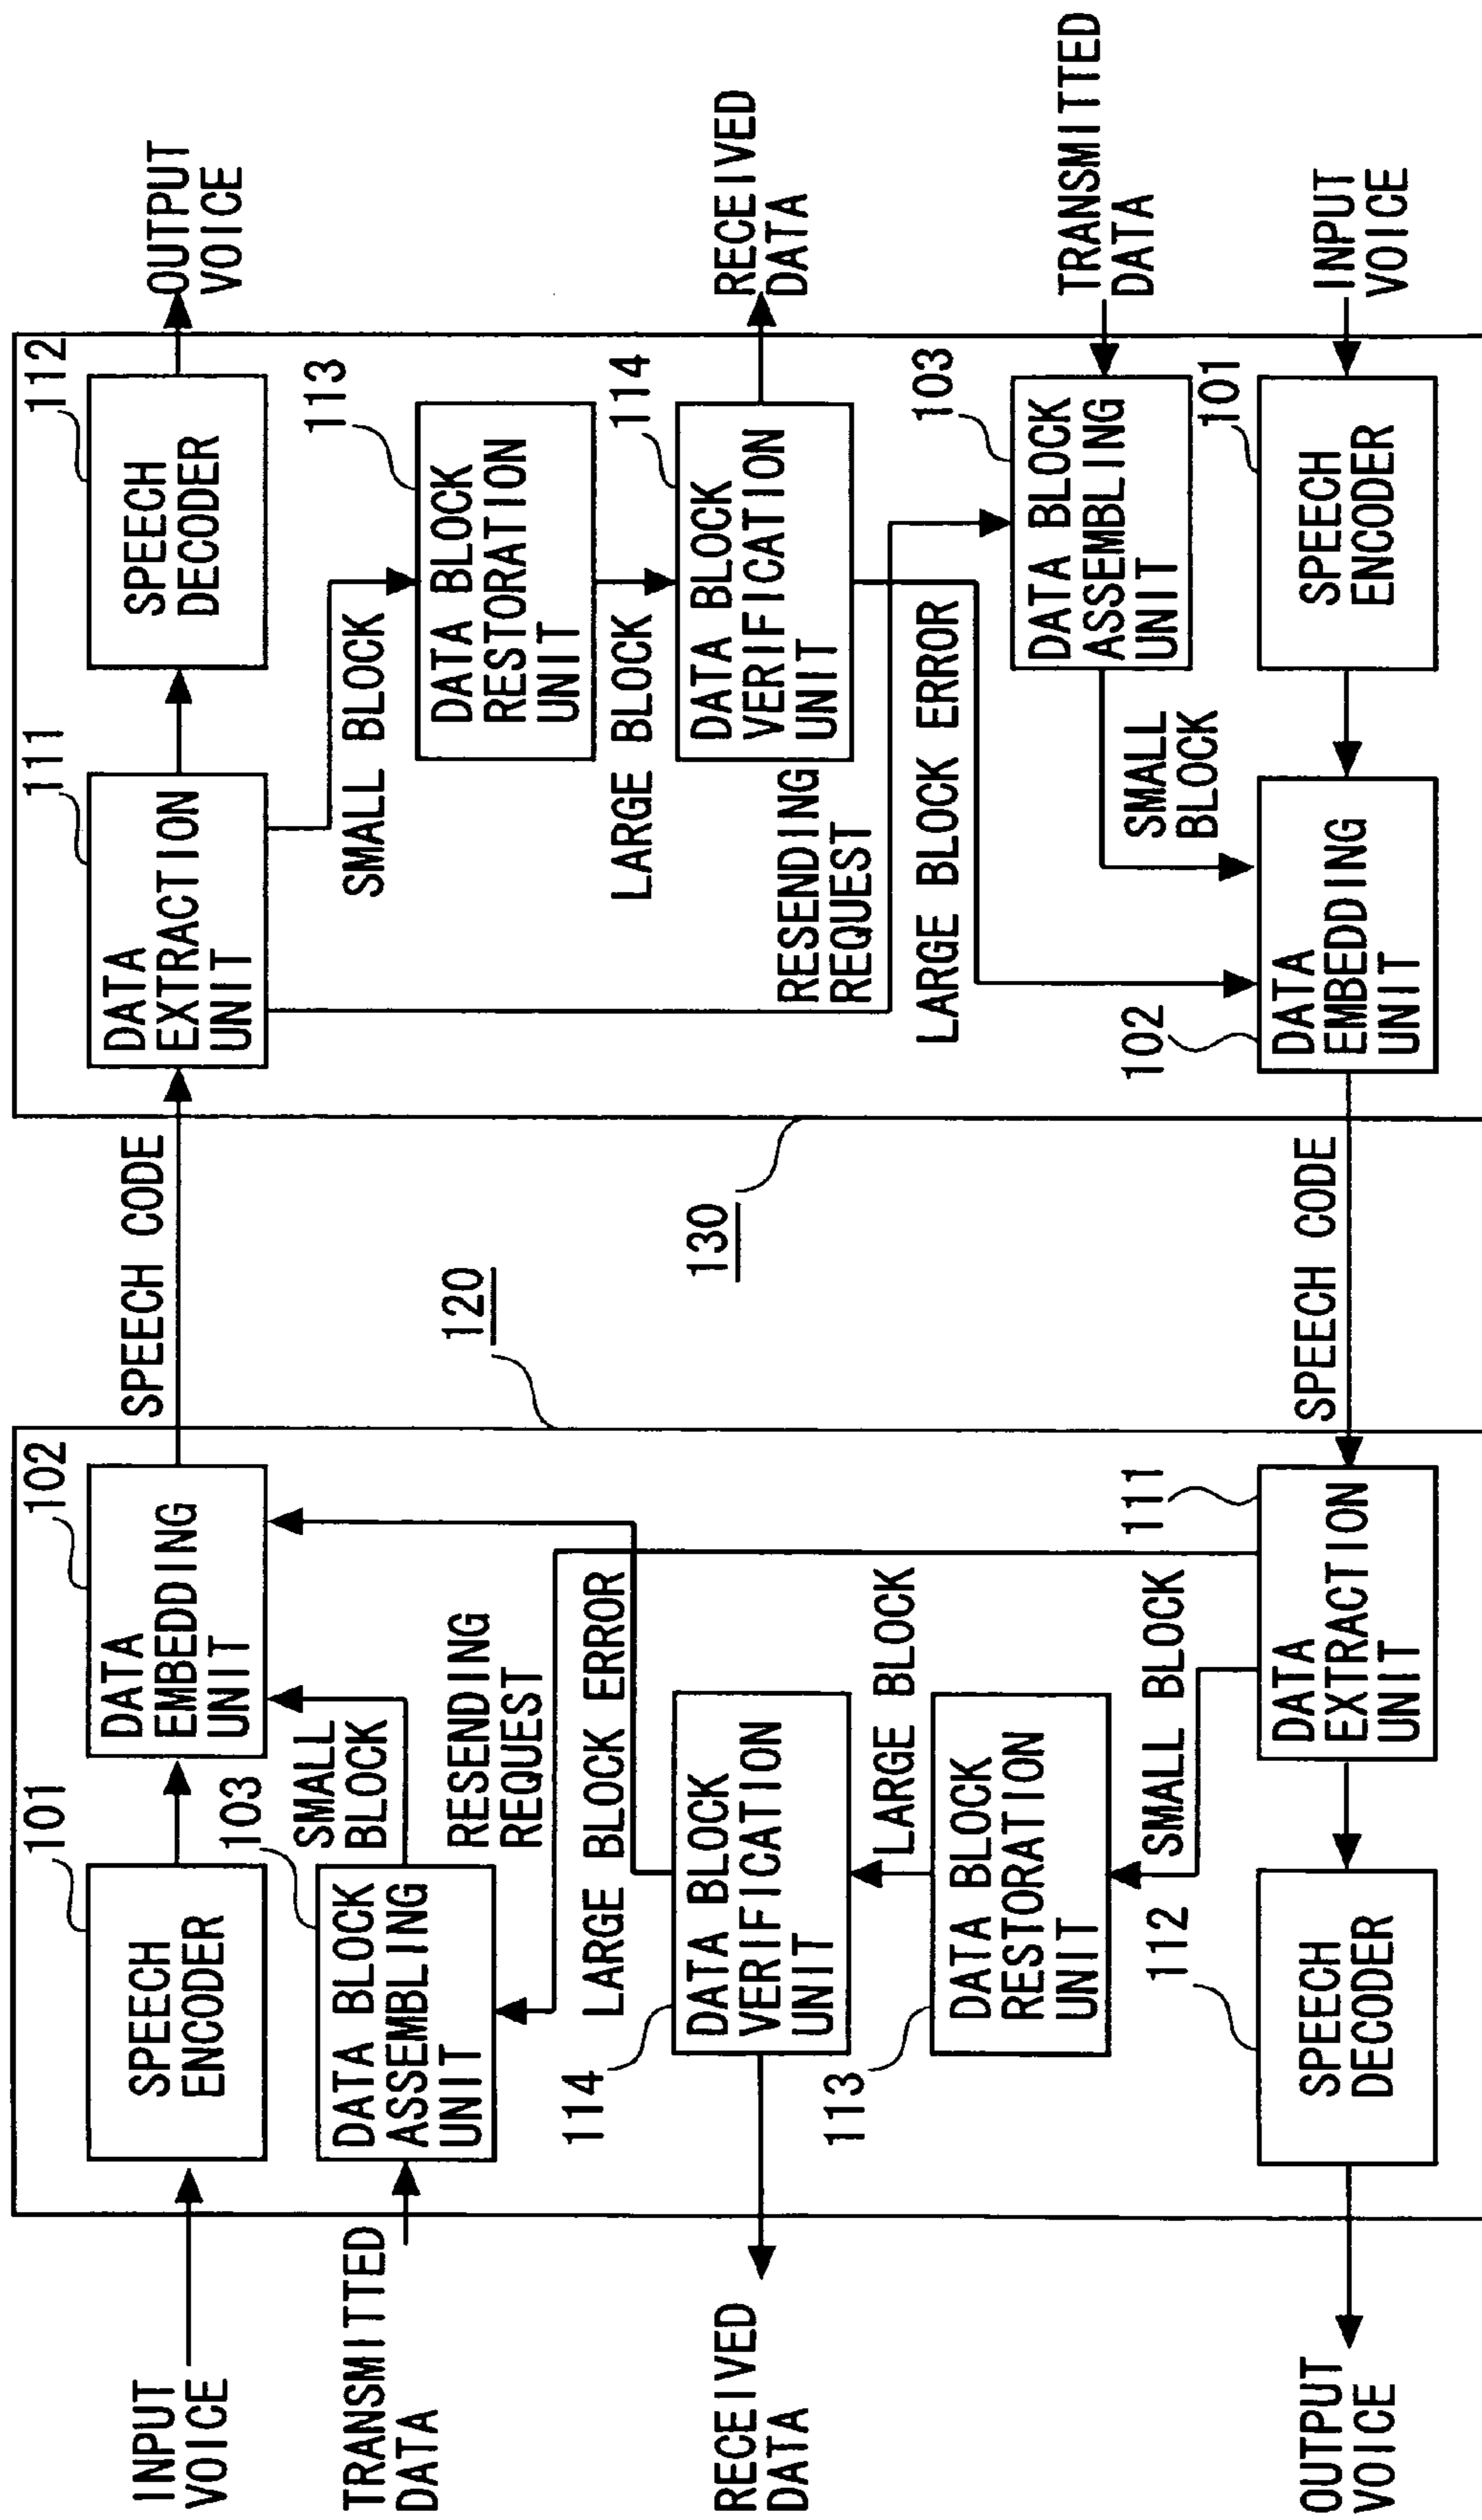 INPUT
VOICE
101
SPEECH
ENCODER
102
DATA
EMBEDDING
UNIT
SPEECH CODE
TRANSMITTED
DATA
103
DATA BLOCK
ASSEMBLING
UNIT
SMALL
BLOCK
RESENDING
REQUEST
LARGE BLOCK ERROR
120
RECEIVED
DATA
114
DATA BLOCK
VERIFICATION
UNIT
LARGE BLOCK
113
DATA BLOCK
RESTORATION
UNIT
SMALL BLOCK
111
DATA
EXTRACTION
UNIT
112
SPEECH
DECODER
OUTPUT
VOICE
SPEECH CODE
130
111
DATA
EXTRACTION
UNIT
112
SPEECH
DECODER
OUTPUT
VOICE
SMALL BLOCK
113
DATA BLOCK
RESTORATION
UNIT
LARGE BLOCK
114
DATA BLOCK
VERIFICATION
UNIT
RECEIVED
DATA
RESENDING
REQUEST
LARGE BLOCK ERROR
103
DATA BLOCK
ASSEMBLING
UNIT
TRANSMITTED
DATA
SMALL
BLOCK
102
DATA
EMBEDDING
UNIT
101
SPEECH
ENCODER
INPUT
VOICE